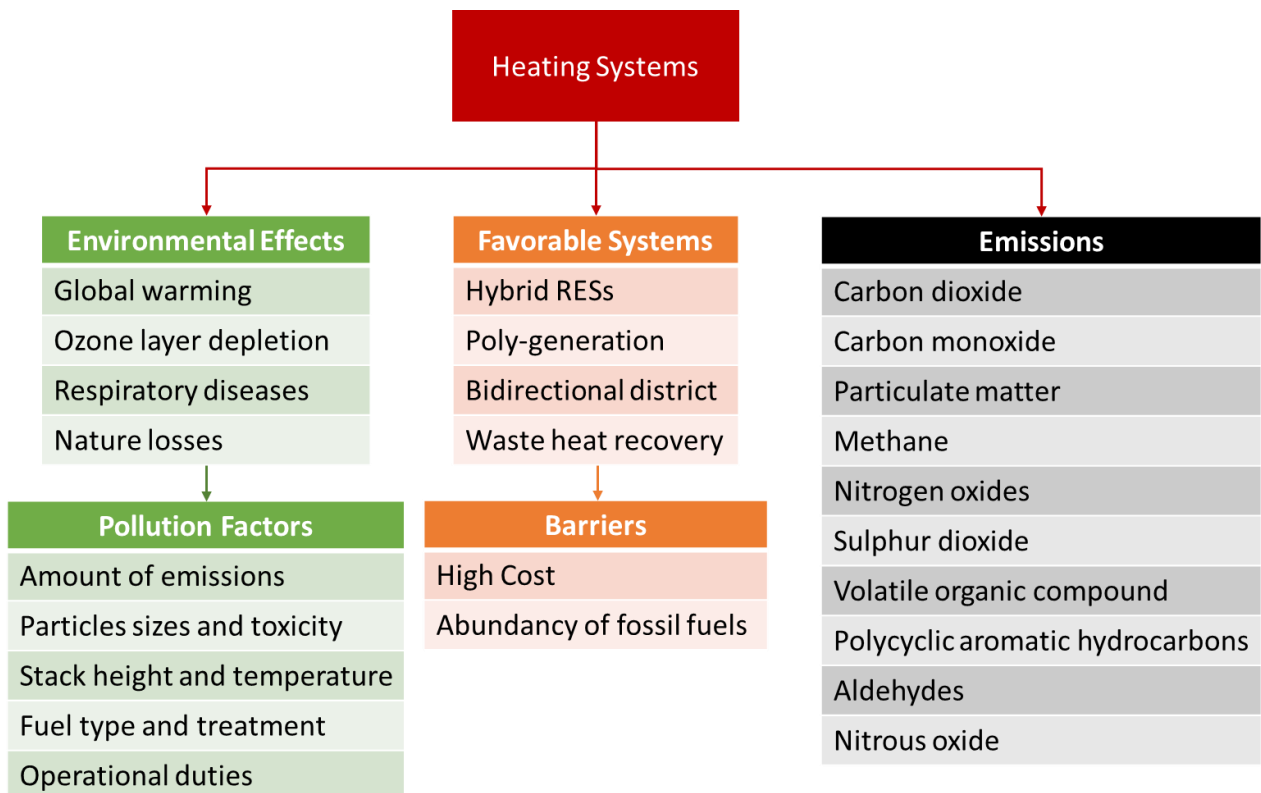 Heating Systems
Environmental Effects
Global warming
Ozone layer depletion
Respiratory diseases
Nature losses
Pollution Factors
Amount of emissions
Particles sizes and toxicity
Stack height and temperature
Fuel type and treatment
Operational duties
Favorable Systems
Hybrid RESs
Poly-generation
Bidirectional district
Waste heat recovery
Barriers
High Cost
Abundancy of fossil fuels
Emissions
Carbon dioxide
Carbon monoxide
Particulate matter
Methane
Nitrogen oxides
Sulphur dioxide
Volatile organic compound
Polycyclic aromatic hydrocarbons
Aldehydes
Nitrous oxide